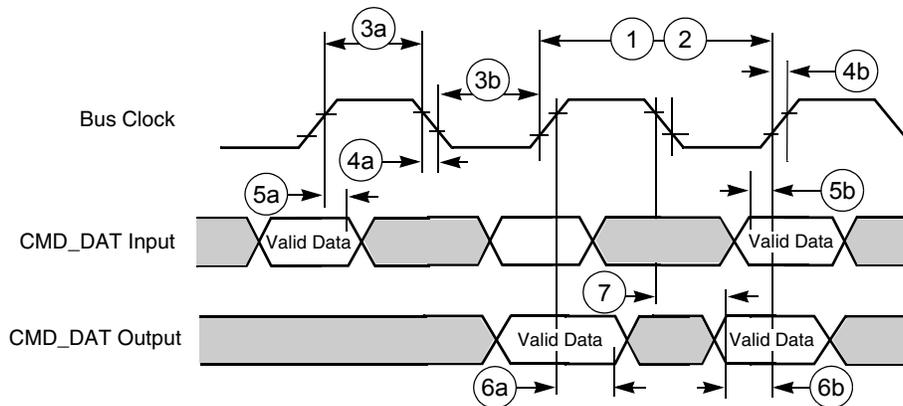 3a
1
2
3b
4b
Bus Clock
4a
5a
5b
CMD_DAT Input
Valid Data
Valid Data
7
CMD_DAT Output
Valid Data
Valid Data
6a
6b